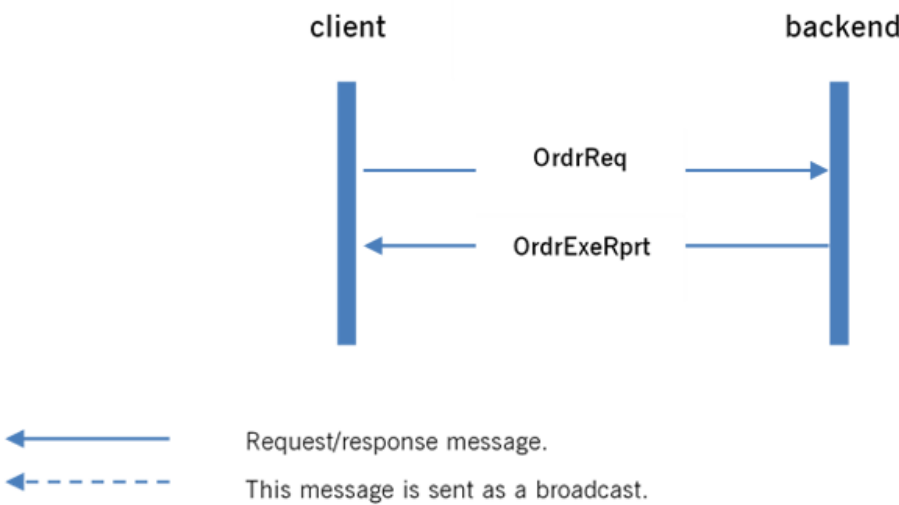 client
backend
OrdrReq
OrdrExeRprt
Request/response message.
This message is sent as a broadcast.